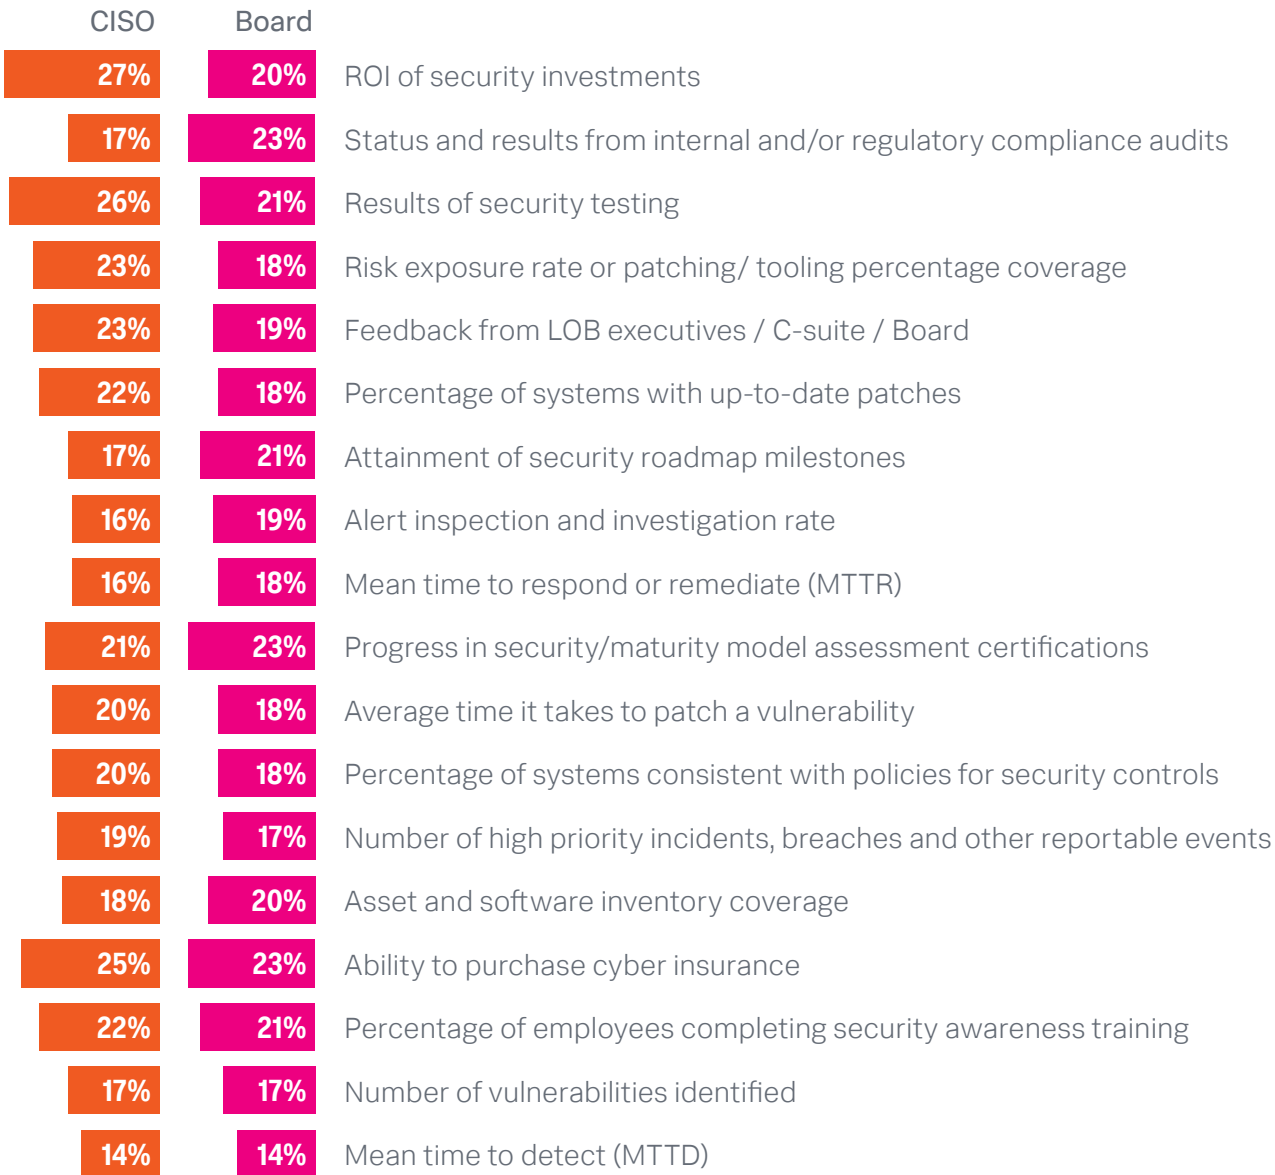 CISO Board
27% 20% ROI of security investments
17% 23% Status and results from internal and/or regulatory compliance audits
26% 21% Results of security testing
23% 18% Risk exposure rate or patching/ tooling percentage coverage
23% 19% Feedback from LOB executives / C-suite / Board
22% 18% Percentage of systems with up-to-date patches
17% 21% Attainment of security roadmap milestones
16% 19% Alert inspection and investigation rate
16% 18% Mean time to respond or remediate (MTTR)
21% 23% Progress in security/maturity model assessment certifications
20% 18% Average time it takes to patch a vulnerability
20% 18% Percentage of systems consistent with policies for security controls
19% 17% Number of high priority incidents, breaches and other reportable events
18% 20% Asset and software inventory coverage
25% 23% Ability to purchase cyber insurance
22% 21% Percentage of employees completing security awareness training
17% 17% Number of vulnerabilities identified
14% 14% Mean time to detect (MTTD)